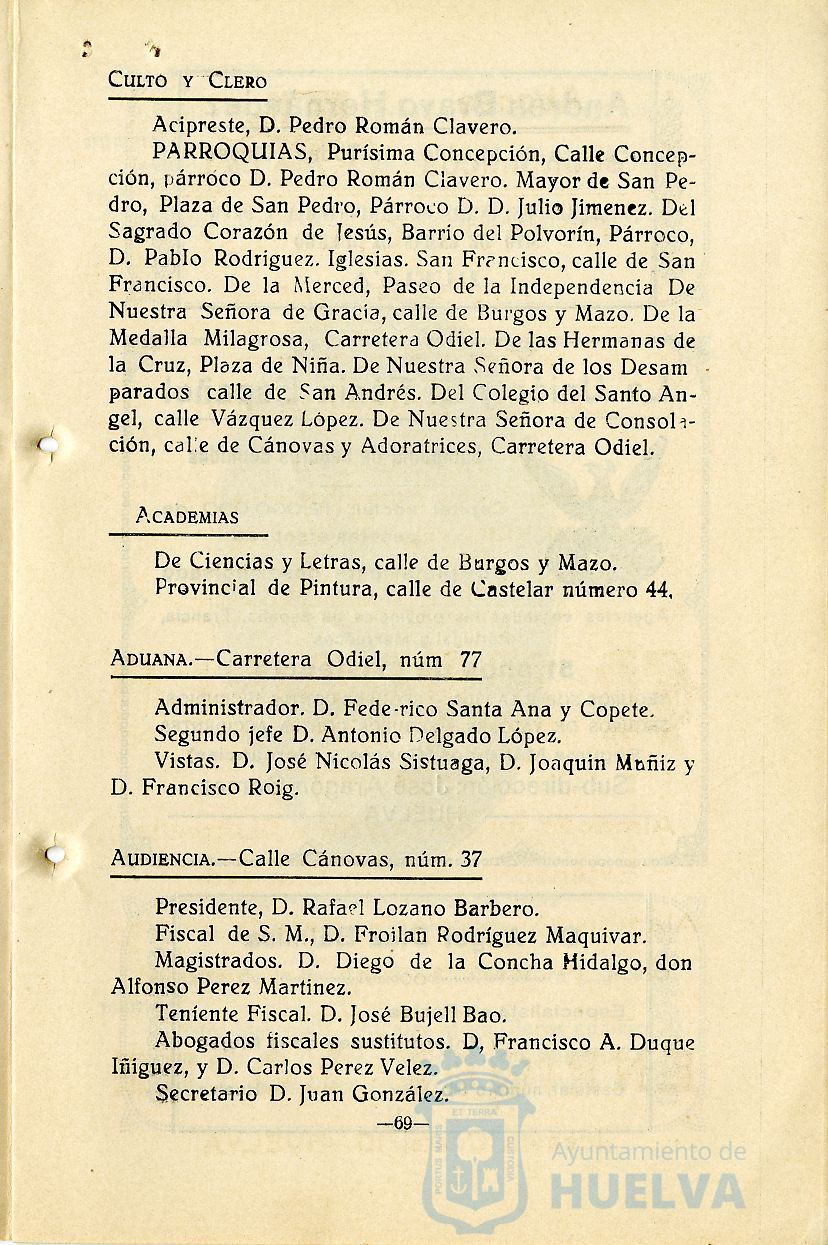 CULTO Y CLERO
Acipreste, D. Pedro Román Clavero.
PARROQUIAS, Purísima Concepción, Calle Concep-
ción, párroco D. Pedro Román Clavero. Mayor de San Pe-
dro, Plaza de San Pedro, Párroco D. D. Julio Jimenez. Del
Sagrado Corazón de Jesús, Barrio del Polvorín, Párroco,
D. Pablo Rodriguez. Iglesias. San Francisco, calle de San
Francisco. De la Merced, Paseo de la Independencia De
Nuestra Señora de Gracia, calle de Burgos y Mazo. De la
Medalla Milagrosa, Carretera Odiel. De las Hermanas de
la Cruz, Plaza de Niña. De Nuestra Señora de los Desam-
parados calle de San Andrés. Del Colegio del Santo An-
gel, calle Vázquez López. De Nuestra Señora de Consola-
ción, calle de Cánovas y Adoratrices, Carretera Odiel.
ACADEMIAS
De Ciencias y Letras, calle de Burgos y Mazo.
Provincial de Pintura, calle de Castelar número 44.
ADUANA.—Carretera Odiel, núm 77
Administrador. D. Fede-rico Santa Ana y Copete.
Segundo jefe D. Antonio Delgado López.
Vistas. D. José Nicolás Sistuaga, D. Joaquin Muñiz y
D. Francisco Roig.
AUDIENCIA.—Calle Cánovas, núm. 37
Presidente, D. Rafael Lozano Barbero.
Fiscal de S. M., D. Froilan Rodríguez Maquivar.
Magistrados. D. Diego de la Concha Hidalgo, don
Alfonso Perez Martinez.
Teniente Fiscal. D. José Bujell Bao.
Abogados fiscales sustitutos. D, Francisco A. Duque
Iñiguez, y D. Carlos Perez Velez.
Secretario D. Juan González.
—69—
PORTUS MARIS ET TERRA CUSTODIA
Ayuntamiento de
HUELVA